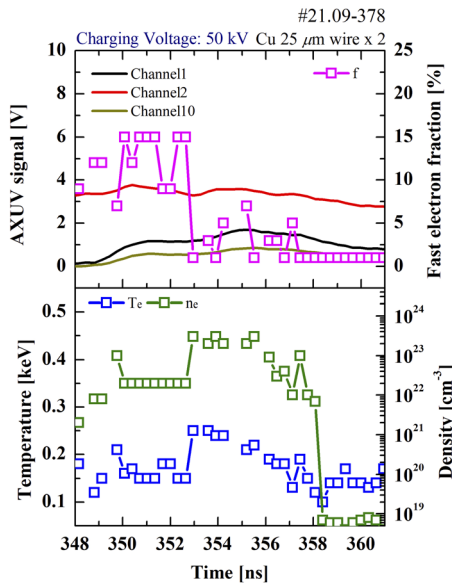 #21.09-378
Charging Voltage: 50 kV Cu 25 μm wire x 2
10
8
6
4
2
0
AXUV signal [V]
Channel1
Channel2
Channel10
f
25
20
15
10
5
0
Fast electron fraction [%]
0.5
0.4
0.3
0.2
0.1
Temperature [keV]
Te
ne
10²⁴
10²³
10²²
10²¹
10²⁰
10¹⁹
Density [cm⁻³]
348 350 352 354 356 358 360
Time [ns]